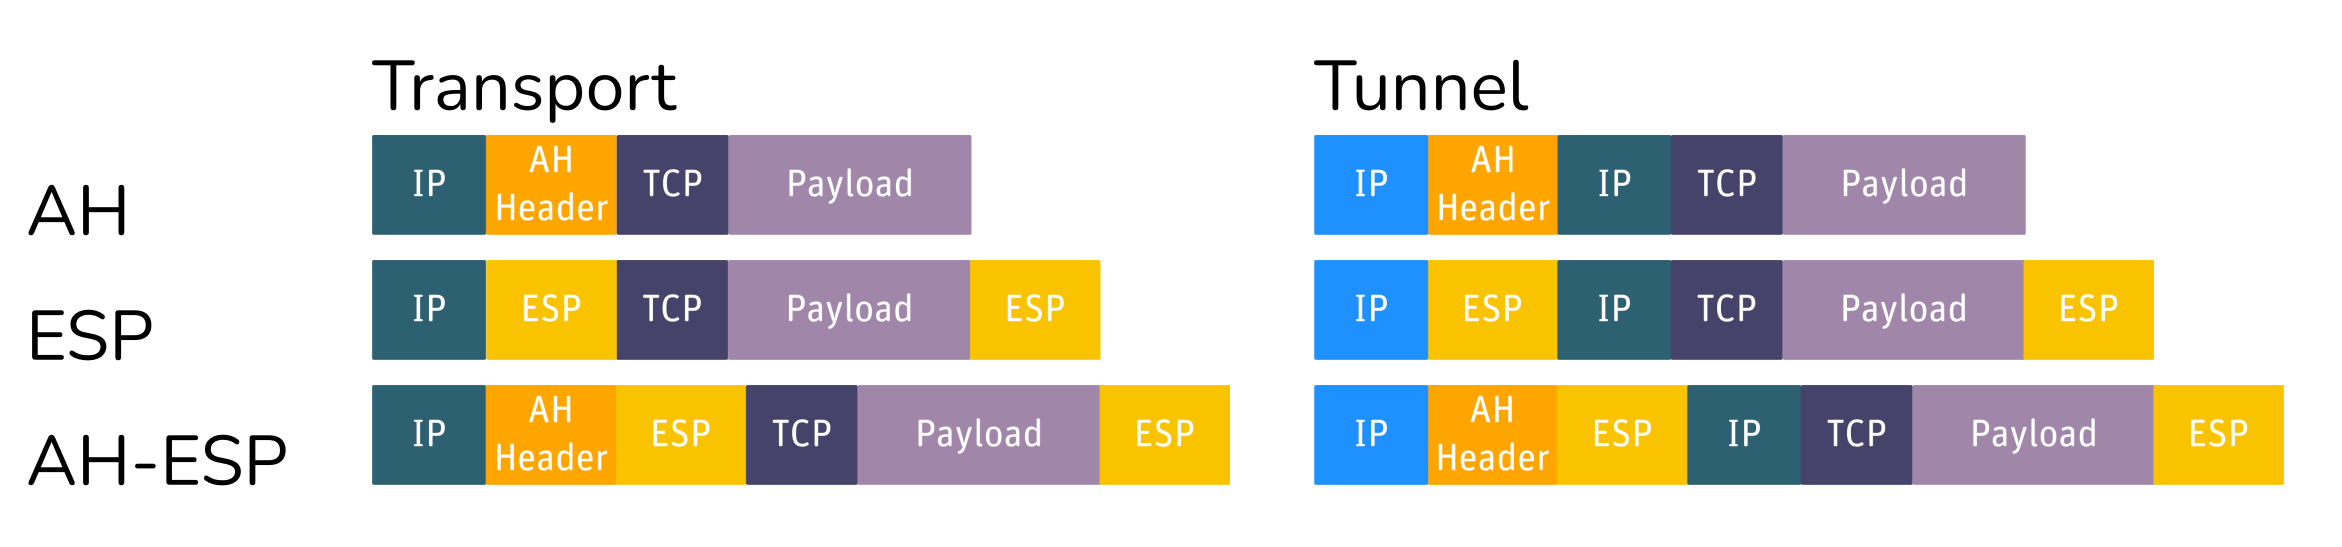 Transport Tunnel
AH IP AH Header TCP Payload IP AH Header IP TCP Payload
ESP IP ESP TCP Payload ESP IP ESP IP TCP Payload ESP
AH-ESP IP AH Header ESP TCP Payload ESP IP AH Header ESP IP TCP Payload ESP